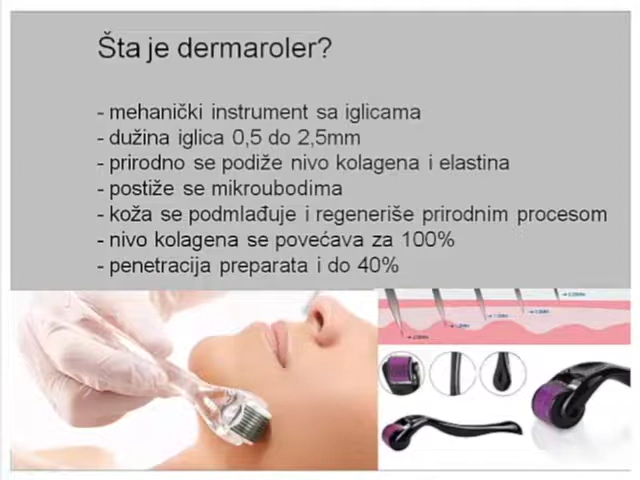 Šta je dermaroler?
- mehanički instrument sa iglicama
- dužina iglica 0,5 do 2,5mm
- prirodno se podiže nivo kolagena i elastina
- postiže se mikroubodima
- koža se podmlađuje i regeneriše prirodnim procesom
- nivo kolagena se povećava za 100%
- penetracija preparata i do 40%